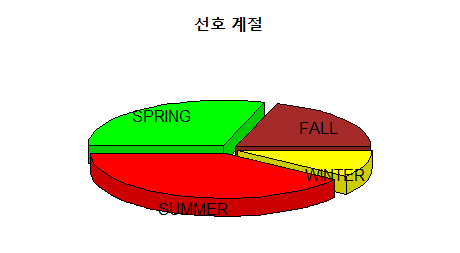 선호 계절
SPRING
FALL
WINTER
SUMMER